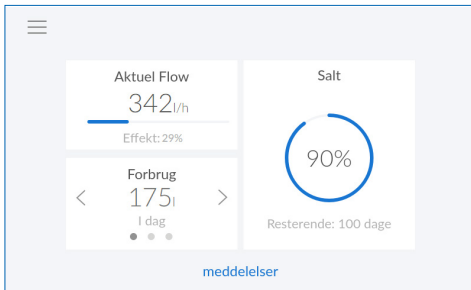 Aktuel Flow
342l/h
Effekt: 29%
Forbrug
175l
I dag
Salt
90%
Resterende: 100 dage
meddelelser